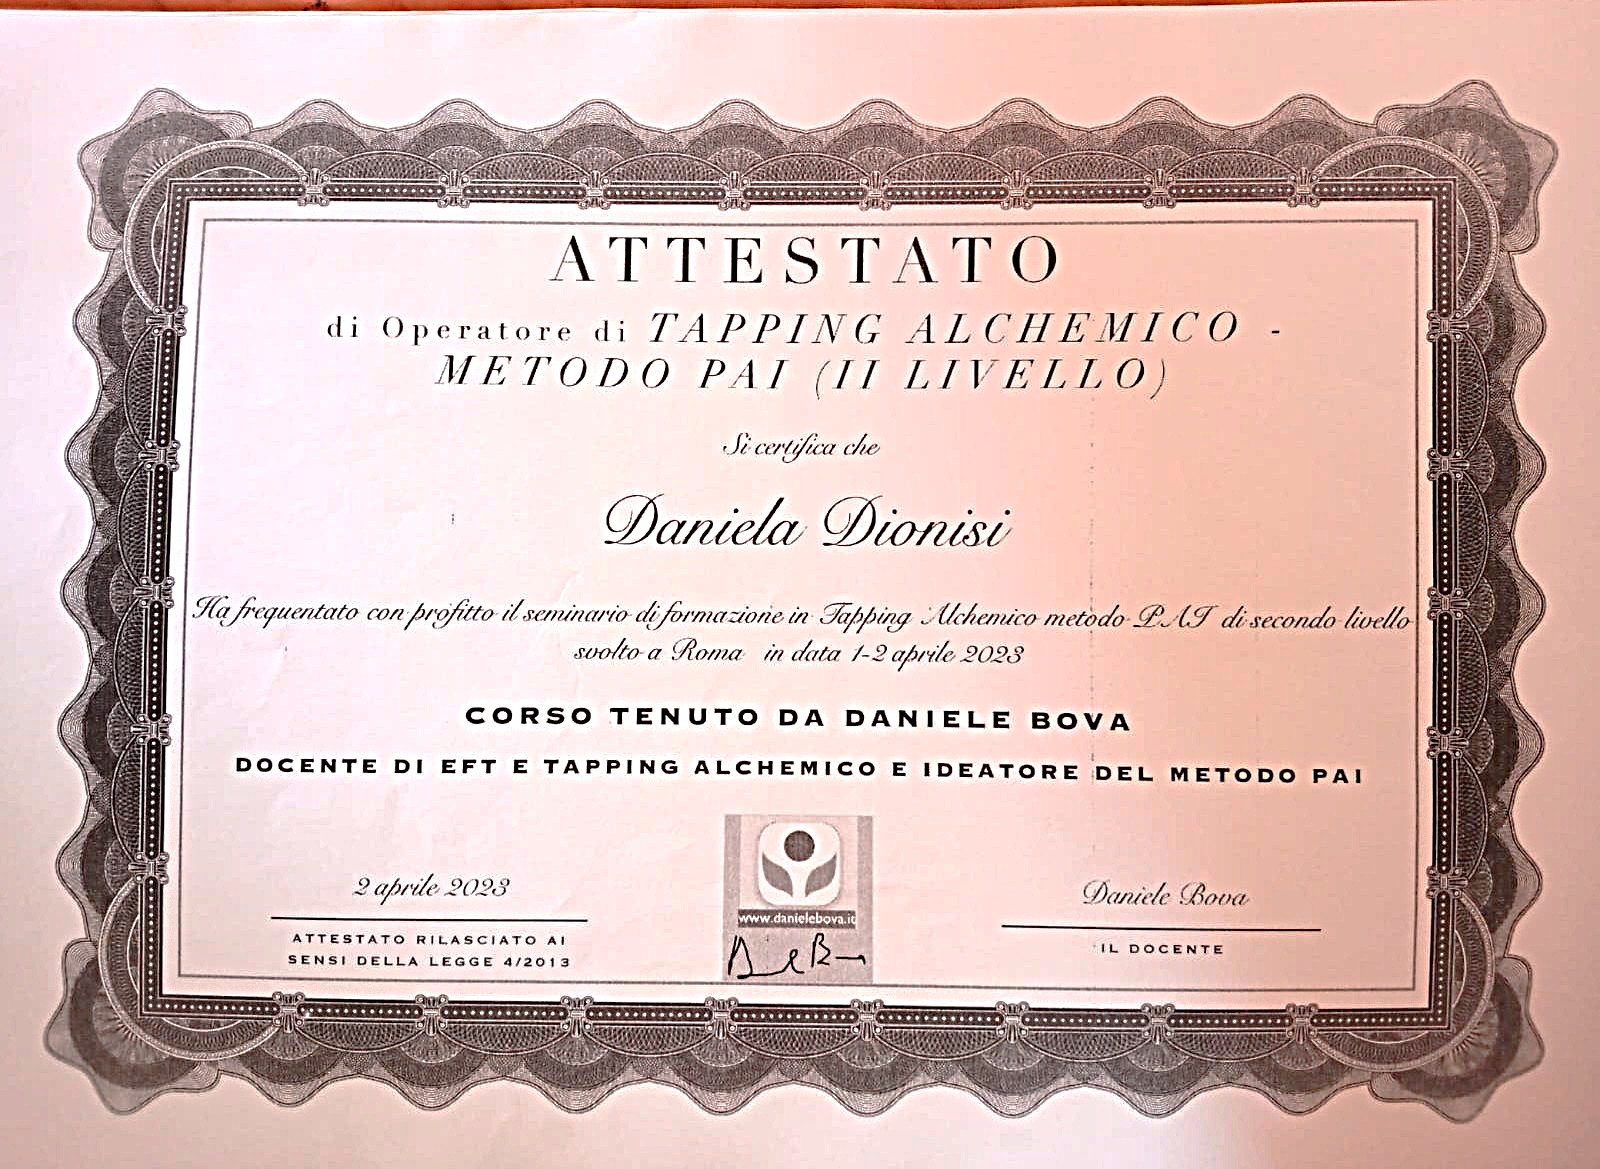 ATTESTATO
di Operatore di TAPPING ALCHEMICO -
METODO PAI (II LIVELLO)
Si certifica che
Daniela Dionisi
Ha frequentato con profitto il seminario di formazione in Tapping Alchemico metodo PAI di secondo livello
svolto a Roma in data 1-2 aprile 2023
CORSO TENUTO DA DANIELE BOVA
DOCENTE DI EFT E TAPPING ALCHEMICO E IDEATORE DEL METODO PAI
2 aprile 2023
ATTESTATO RILASCIATO AI
SENSI DELLA LEGGE 4/2013
www.danielebova.it
Daniele Bova
IL DOCENTE